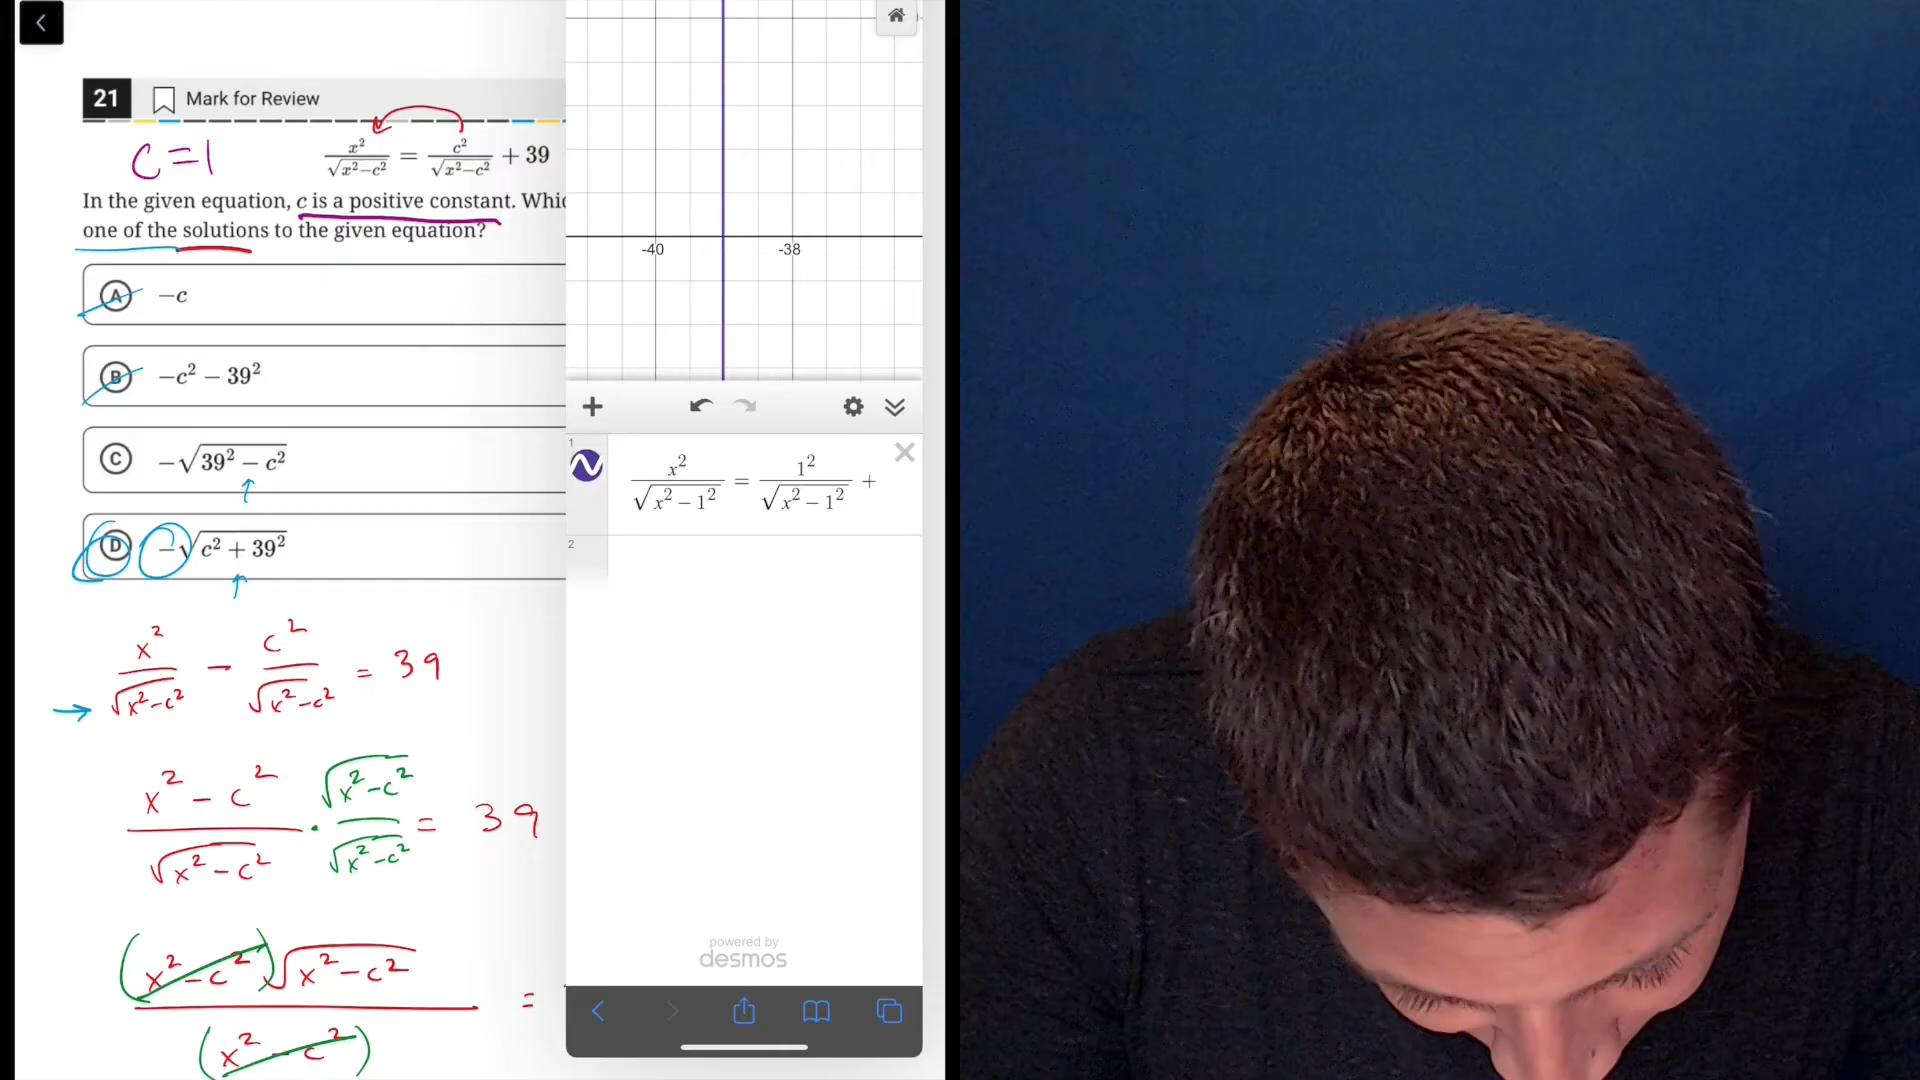 21 Mark for Review
c = 1
x²/√(x²−c²) = c²/√(x²−c²) + 39
In the given equation, c is a positive constant.
one of the solutions to the given equation?
A −c
B −c² − 39²
C −√(39² − c²)
D −√(c² + 39²)
x²/√(x²−c²) − c²/√(x²−c²) = 39
(x² − c²)/√(x²−c²) · √(x²−c²)/√(x²−c²) = 39
(x²−c²)√(x²−c²)/(x²−c²) =
-40 -38
1
x²/√(x²−1²) = 1²/√(x²−1²) +
2
powered by
desmos